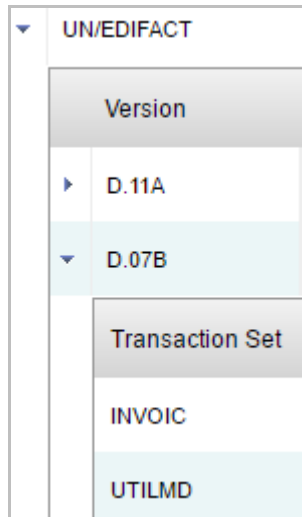 UN/EDIFACT
Version
D.11A
D.07B
Transaction Set
INVOIC
UTILMD